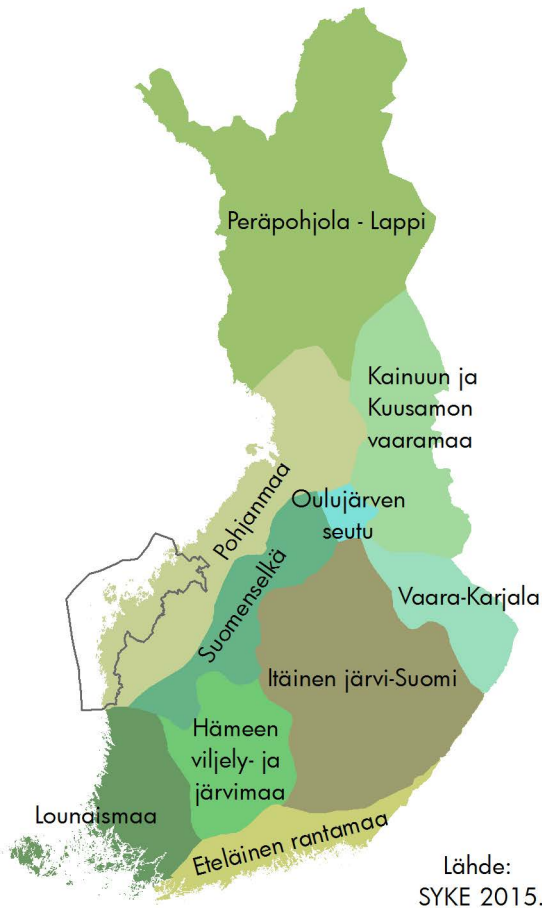 Peräpohjola - Lappi
Kainuun ja
Kuusamon
vaaramaa
Pohjanmaa
Oulujärven
seutu
Suomenselkä
Vaara-Karjala
Itäinen järvi-Suomi
Hämeen
viljely- ja
järvimaa
Lounaismaa
Eteläinen rantamaa
Lähde:
SYKE 2015.